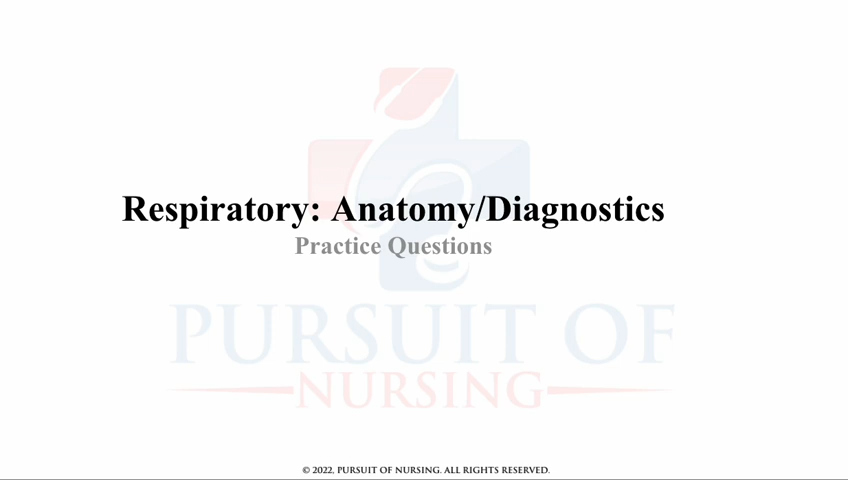 Respiratory: Anatomy/Diagnostics
Practice Questions
PURSUIT OF
NURSING
© 2022, PURSUIT OF NURSING. ALL RIGHTS RESERVED.